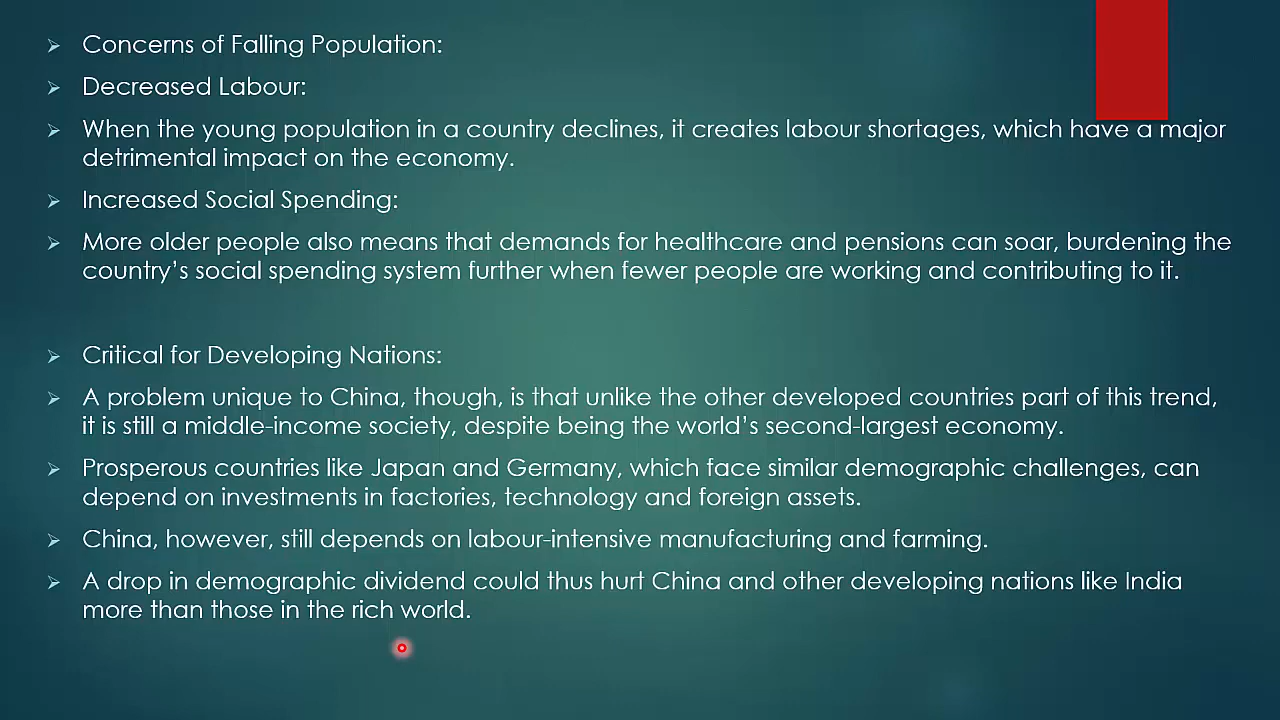 Concerns of Falling Population:
Decreased Labour:
When the young population in a country declines, it creates labour shortages, which have a major
detrimental impact on the economy.
Increased Social Spending:
More older people also means that demands for healthcare and pensions can soar, burdening the
country’s social spending system further when fewer people are working and contributing to it.
Critical for Developing Nations:
A problem unique to China, though, is that unlike the other developed countries part of this trend,
it is still a middle-income society, despite being the world’s second-largest economy.
Prosperous countries like Japan and Germany, which face similar demographic challenges, can
depend on investments in factories, technology and foreign assets.
China, however, still depends on labour-intensive manufacturing and farming.
A drop in demographic dividend could thus hurt China and other developing nations like India
more than those in the rich world.